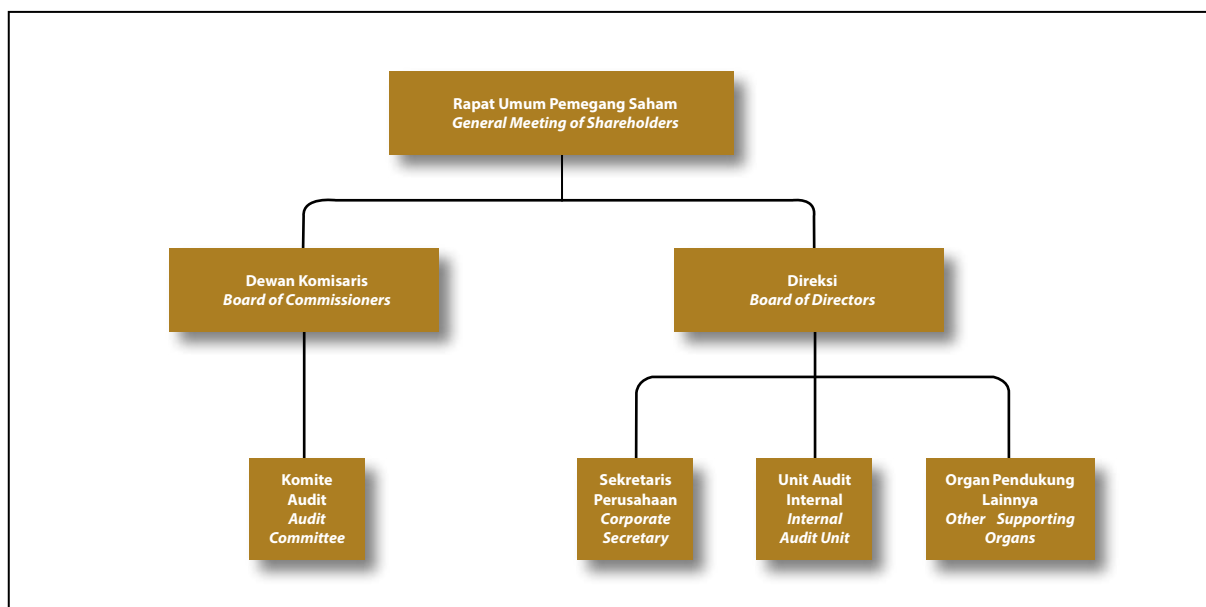 Rapat Umum Pemegang Saham
General Meeting of Shareholders
Dewan Komisaris
Board of Commissioners
Direksi
Board of Directors
Komite
Audit
Audit
Committee
Sekretaris
Perusahaan
Corporate
Secretary
Unit Audit
Internal
Internal
Audit Unit
Organ Pendukung
Lainnya
Other Supporting
Organs